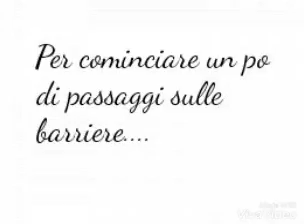 Per cominciare un po
di passaggi sulle
barriere....